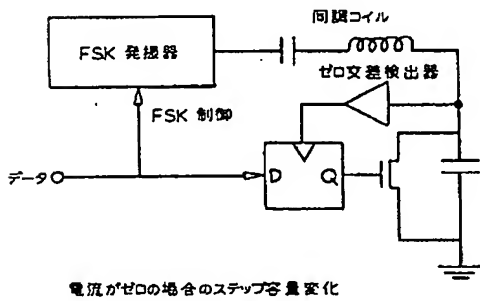 同調コイル
FSK 発振器
ゼロ交差検出器
FSK 制御
データ
D Q
電流がゼロの場合のステップ容量変化